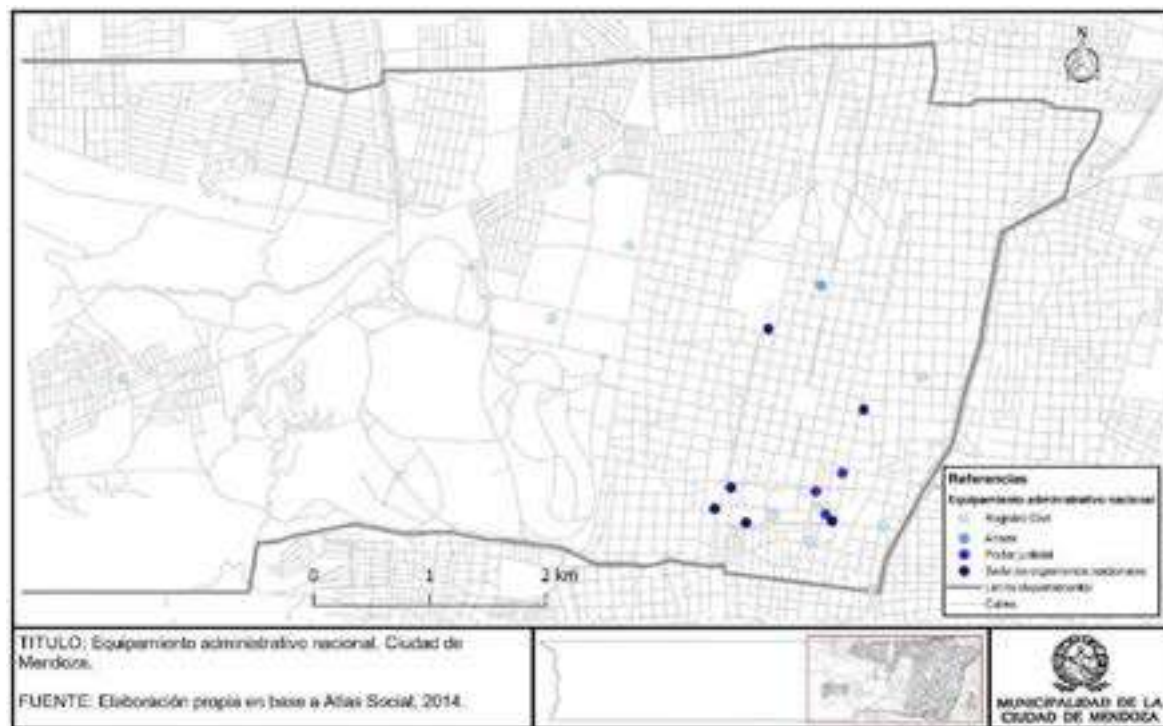 N
0 1 2 km
Referencias
Equipamiento administrativo nacional
Registro Civil
Poder judicial
Sede de organismos nacionales
Límite departamental
Calles
TITULO: Equipamiento administrativo nacional. Ciudad de
Mendoza.
FUENTE: Elaboración propia en base a Atlas Social, 2014.
MUNICIPALIDAD DE LA
CIUDAD DE MENDOZA